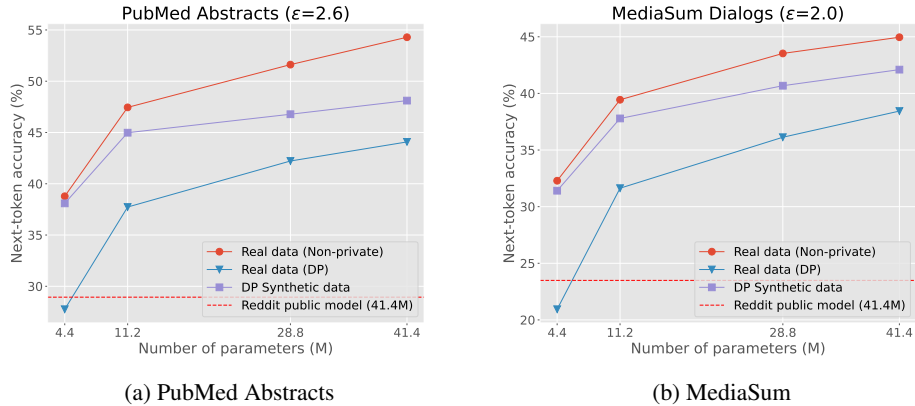 PubMed Abstracts (ε=2.6)
55
50
45
40
35
30
Next-token accuracy (%)
Real data (Non-private)
Real data (DP)
DP Synthetic data
Reddit public model (41.4M)
4.4 11.2 28.8 41.4
Number of parameters (M)
(a) PubMed Abstracts
MediaSum Dialogs (ε=2.0)
45
40
35
30
25
20
Next-token accuracy (%)
Real data (Non-private)
Real data (DP)
DP Synthetic data
Reddit public model (41.4M)
4.4 11.2 28.8 41.4
Number of parameters (M)
(b) MediaSum